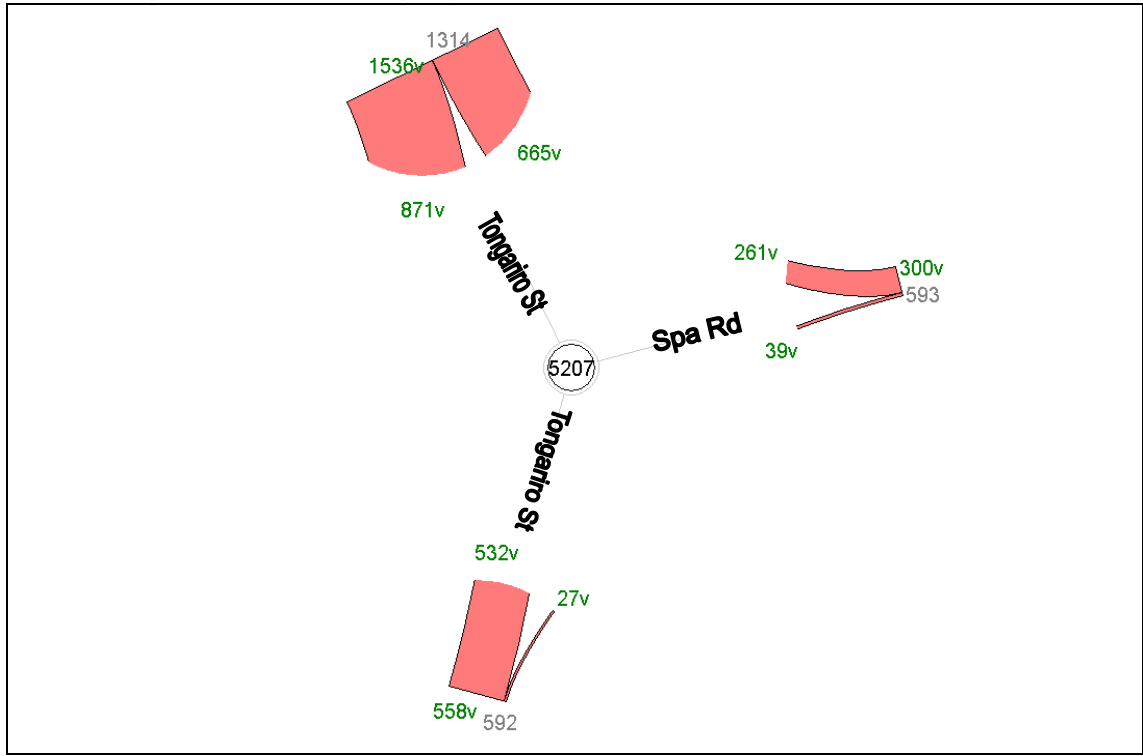 1314
1536v
665v
871v
Tongariro St
261v
300v
593
Spa Rd
39v
5207
Tongariro St
532v
27v
558v
592